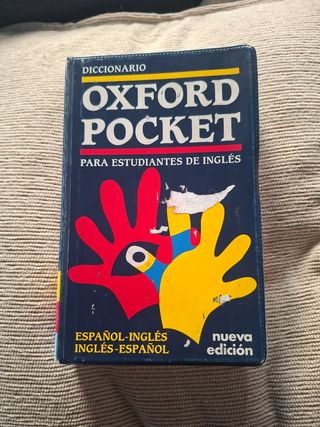 DICCIONARIO
OXFORD
POCKET
PARA ESTUDIANTES DE INGLÉS
ESPAÑOL-INGLÉS
INGLÉS-ESPAÑOL
nueva
edición